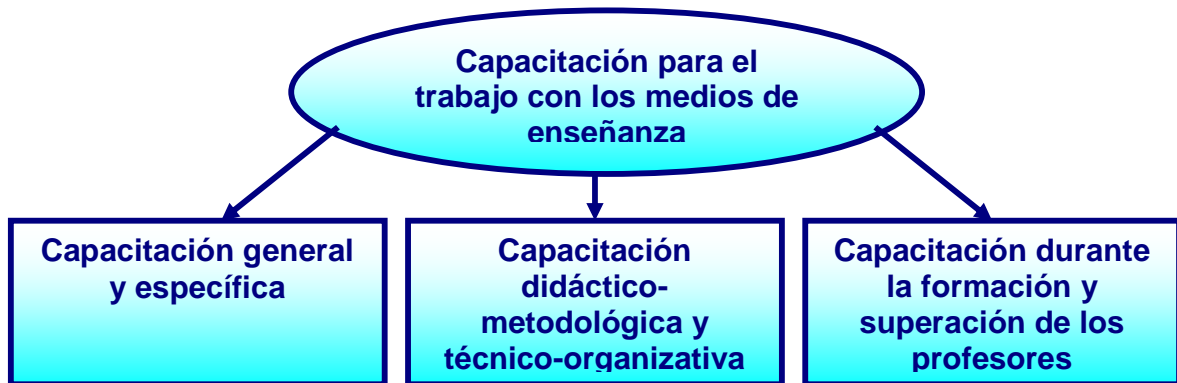 Capacitación para el
trabajo con los medios de
enseñanza
Capacitación general
y específica
Capacitación
didáctico-
metodológica y
técnico-organizativa
Capacitación durante
la formación y
superación de los
profesores